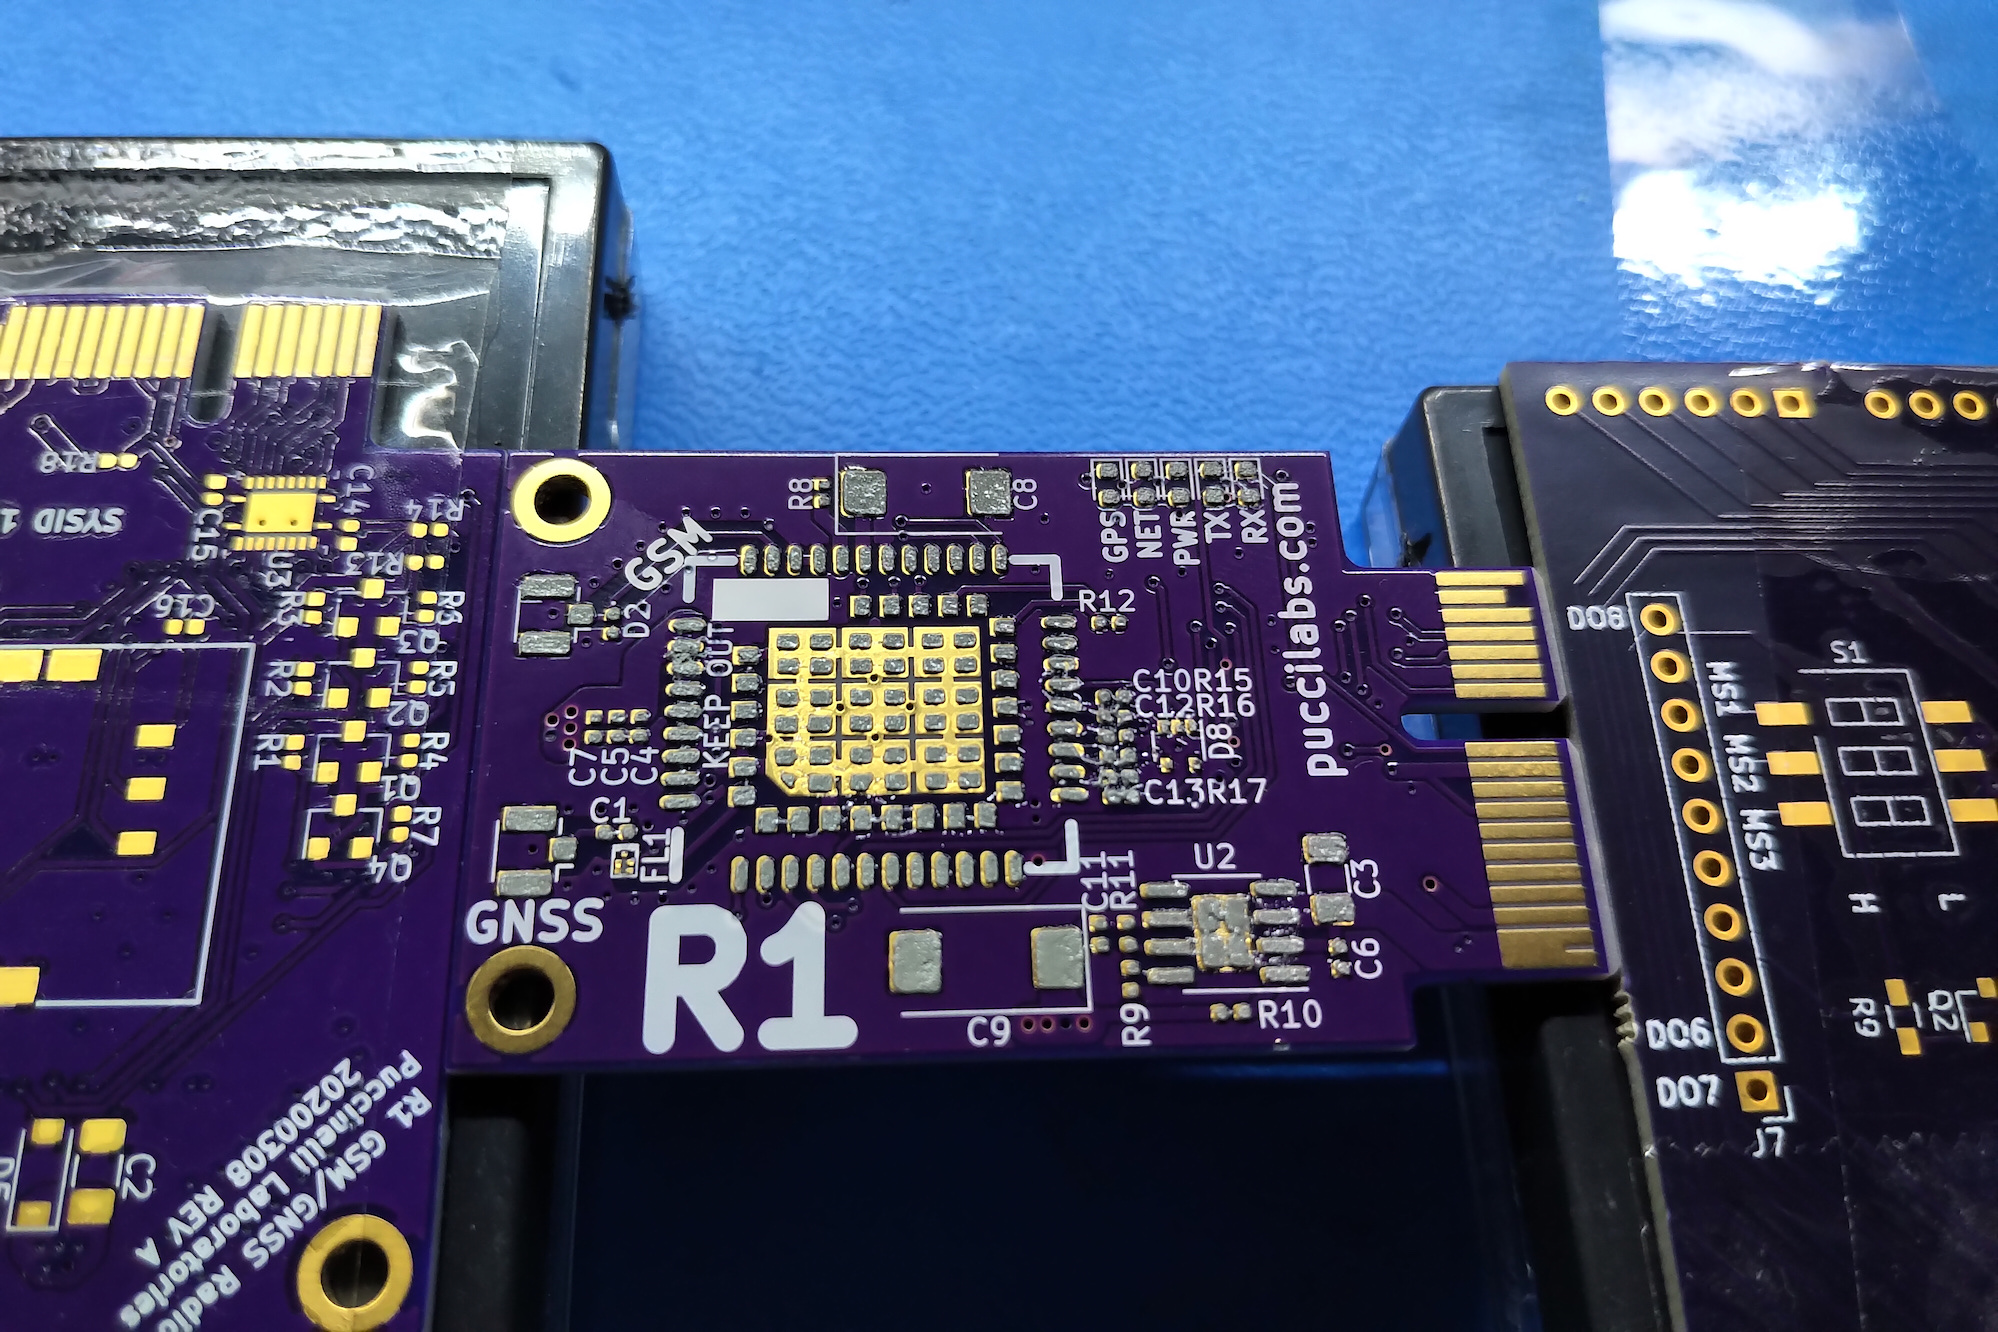 R18
SYSID 1
C15
U3
C14
R14
R13
C16
R3
R6
Q3
R2
R5
Q2
R1
R4
Q1
R7
Q4
R1 GSM/GNSS Radio
Puccinelli Laboratories
20200308 REV A
C2
D5
R8
C8
GSM
D2
KEEP OUT
C7
C5
C4
C1
FL1
GNSS
R1
GPS
NET
PWR
TX
RX
puccilabs.com
R12
C10R15
C12R16
D8
C13R17
C11
R11
U2
C3
C6
R9
R10
C9
DO8
MS1 MS2 MS3
S1
H
L
DO6
DO7
J7
R9
Q2